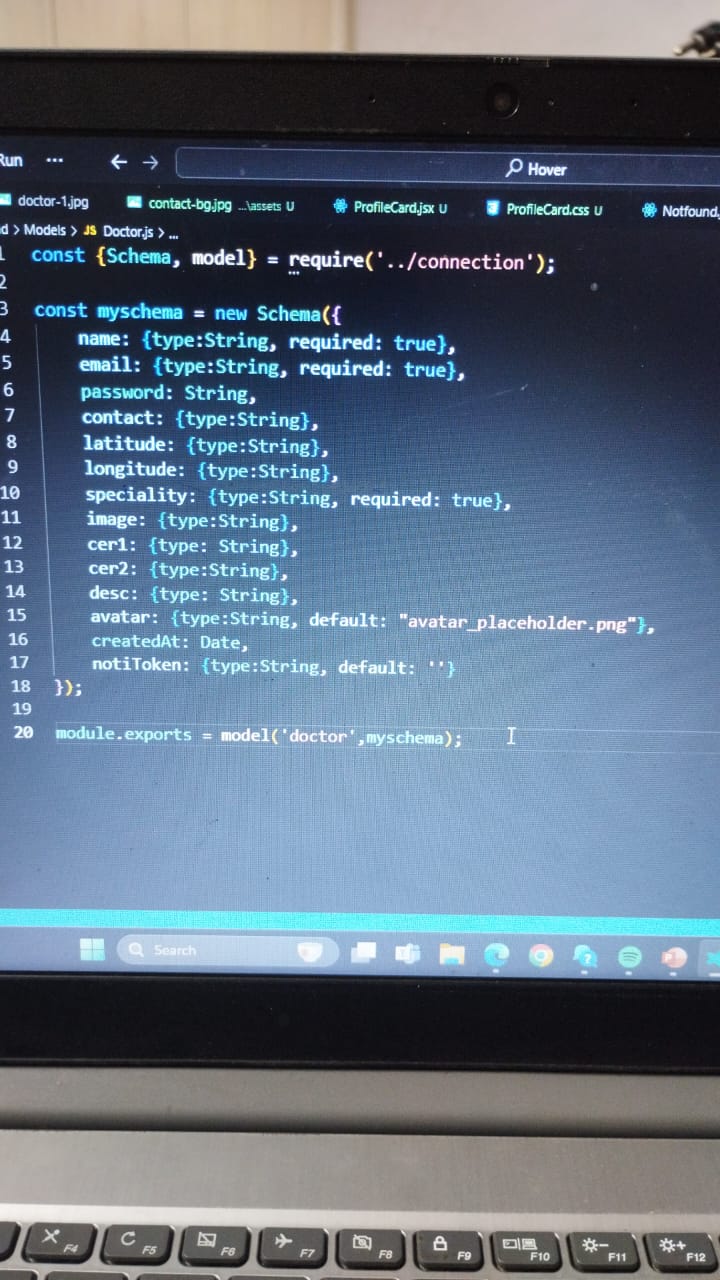 Run ··· ← → Hover
doctor-1.jpg contact-bg.jpg ...\assets U ProfileCard.jsx U ProfileCard.css U Notfound.
d > Models > JS Doctor.js > ...
1 const {Schema, model} = require('../connection');
2
3 const myschema = new Schema({
4 name: {type:String, required: true},
5 email: {type:String, required: true},
6 password: String,
7 contact: {type:String},
8 latitude: {type:String},
9 longitude: {type:String},
10 speciality: {type:String, required: true},
11 image: {type:String},
12 cer1: {type: String},
13 cer2: {type:String},
14 desc: {type: String},
15 avatar: {type:String, default: "avatar_placeholder.png"},
16 createdAt: Date,
17 notiToken: {type:String, default: ''}
18 });
19
20 module.exports = model('doctor',myschema);
Search
F4 F5 F6 F7 F8 F9 F10 F11 F12